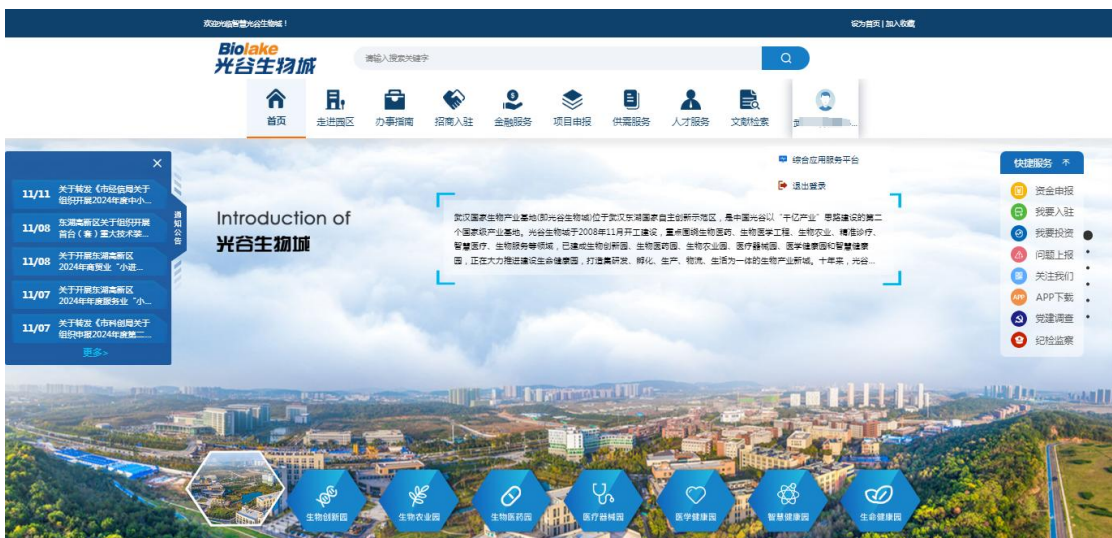 欢迎光临智慧光谷生物城！
设为首页 | 加入收藏
Biolake
光谷生物城
请输入搜索关键字
首页
走进园区
办事指南
招商入驻
金融服务
项目申报
供需服务
人才服务
文献检索
综合应用服务平台
退出登录
通知公告
11/11 关于转发《市经信局关于
组织开展2024年度中小...
11/08 东湖高新区关于组织开展
首台（套）重大技术装...
11/08 关于开展东湖高新区
2024年商贸业“小进...
11/07 关于开展东湖高新区
2024年年度服务业“小...
11/07 关于转发《市科创局关于
组织申报2024年度第二...
更多>
Introduction of
光谷生物城
武汉国家生物产业基地(即光谷生物城)位于武汉东湖国家自主创新示范区，是中国光谷以“千亿产业”思路建设的第二
个国家级产业基地。光谷生物城于2008年11月开工建设，重点围绕生物医药、生物医学工程、生物农业、精准诊疗、
智慧医疗、生物服务等领域，已建成生物创新园、生物医药园、生物农业园、医疗器械园、医学健康园和智慧健康
园，正在大力推进建设生命健康园，打造集研发、孵化、生产、物流、生活为一体的生物产业新城。十年来，光谷...
快捷服务
资金申报
我要入驻
我要投资
问题上报
关注我们
APP APP下载
党建调查
纪检监察
生物创新园
生物农业园
生物医药园
医疗器械园
医学健康园
智慧健康园
生命健康园